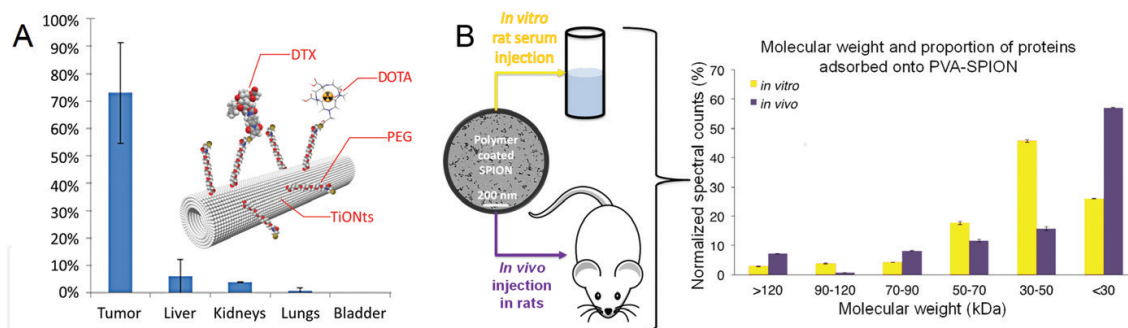 A
100%
90%
80%
70%
60%
50%
40%
30%
20%
10%
0%
Tumor
Liver
Kidneys
Lungs
Bladder
DTX
DOTA
PEG
TiONts
B
In vitro
rat serum
injection
Polymer
coated
SPION
200 nm
In vivo
injection
in rats
Molecular weight and proportion of proteins
adsorbed onto PVA-SPION
in vitro
in vivo
Normalized spectral counts (%)
70
60
50
40
30
20
10
0
>120
90-120
70-90
50-70
30-50
<30
Molecular weight (kDa)